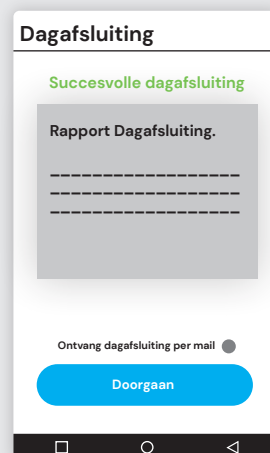 Dagafsluiting
Succesvolle dagafsluiting
Rapport Dagafsluiting.
Ontvang dagafsluiting per mail
Doorgaan